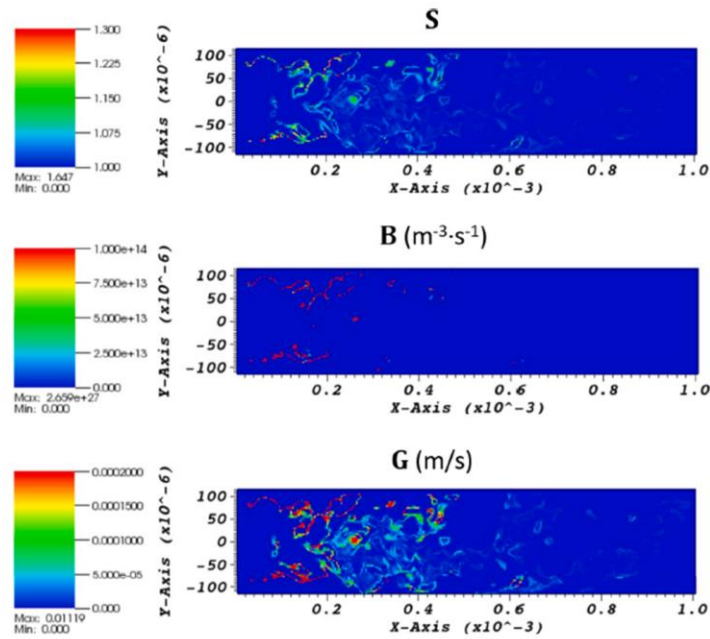 S
1.300
1.225
1.150
1.075
1.000
Max: 1.647
Min: 0.000
Y-Axis (x10^-6)
100
50
0
-50
-100
0.2 0.4 0.6 0.8 1.0
X-Axis (x10^-3)
B (m⁻³·s⁻¹)
1.000e+14
7.500e+13
5.000e+13
2.500e+13
0.000
Max: 2.659e+27
Min: 0.000
Y-Axis (x10^-6)
100
50
0
-50
-100
0.2 0.4 0.6 0.8 1.0
X-Axis (x10^-3)
G (m/s)
0.0002000
0.0001500
0.0001000
5.000e-05
0.000
Max: 0.01119
Min: 0.000
Y-Axis (x10^-6)
100
50
0
-50
-100
0.2 0.4 0.6 0.8 1.0
X-Axis (x10^-3)